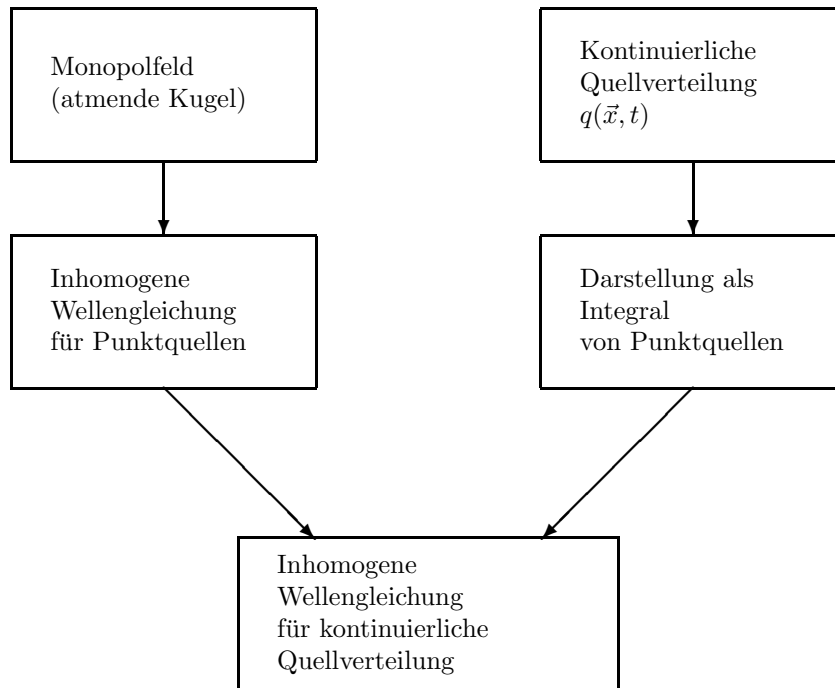 Monopolfeld
(atmende Kugel)
Kontinuierliche
Quellverteilung
$q(\vec{x}, t)$
Inhomogene
Wellengleichung
für Punktquellen
Darstellung als
Integral
von Punktquellen
Inhomogene
Wellengleichung
für kontinuierliche
Quellverteilung